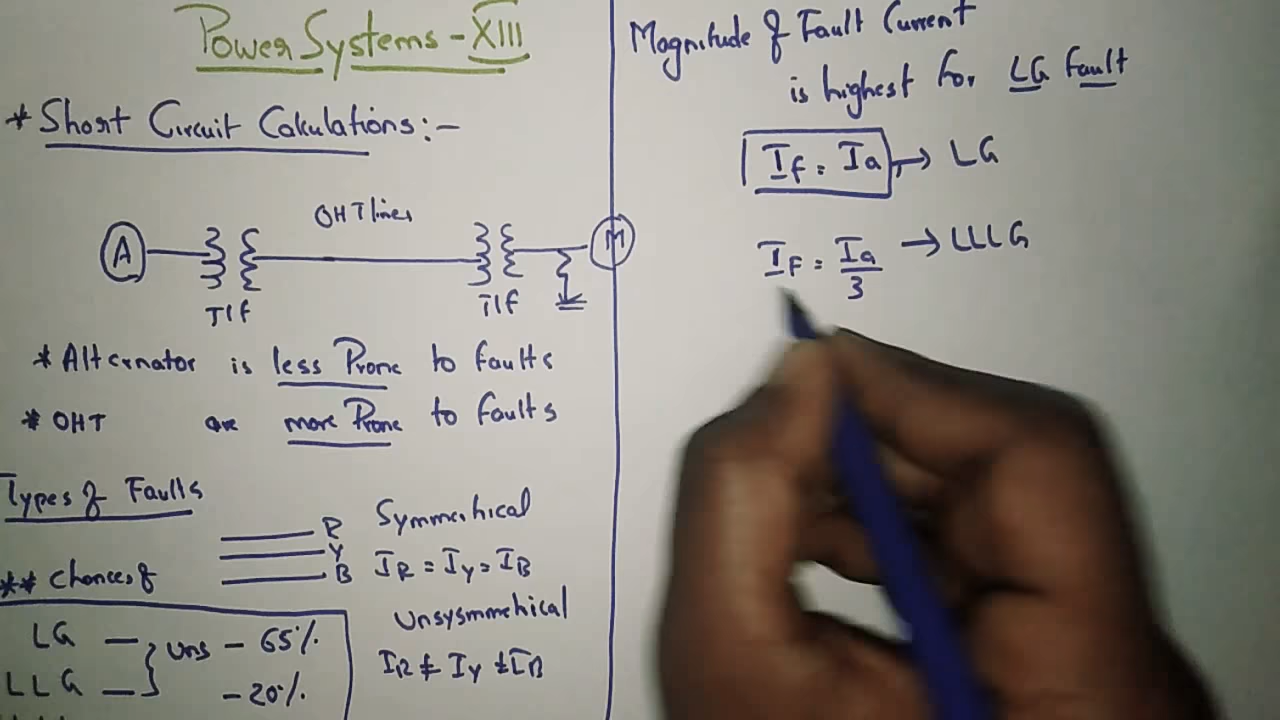 Power Systems - XIII
* Short Circuit Calculations :-
OHT lines
A
M
T/f
T/f
* Alternator is less Prone to faults
* OHT are more Prone to faults
Types of Faults
R
Y
B
** Chances of
LG — } Uns - 65%
LLG — - 20%
Symmetrical
IR = IY = IB
Unsysmmetrical
IR ≠ IY ≠ IB
Magnitude of Fault Current
is highest for LG fault
If = Ia → LG
IF = Ia/3 → LLLG